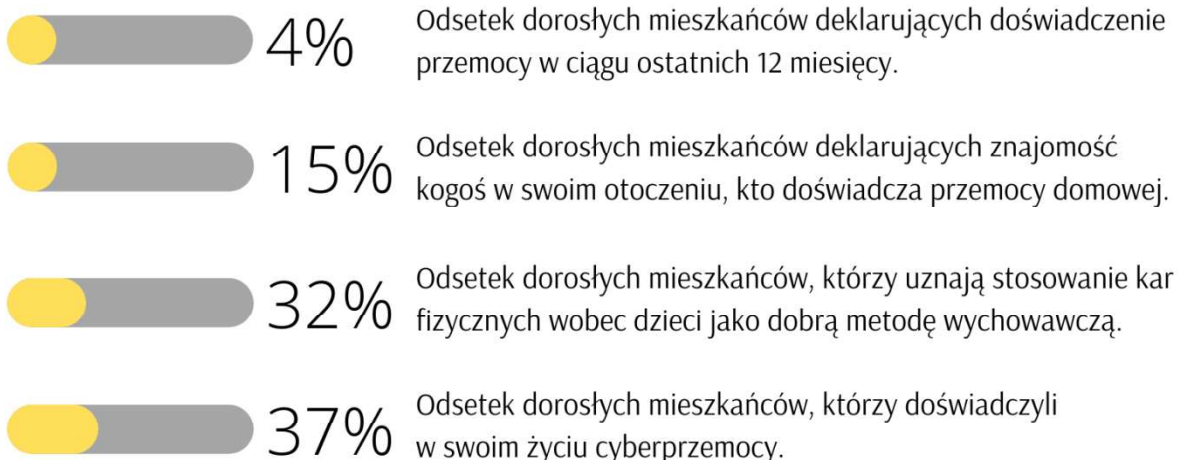 4%
Odsetek dorosłych mieszkańców deklarujących doświadczenie
przemocy w ciągu ostatnich 12 miesięcy.
15%
Odsetek dorosłych mieszkańców deklarujących znajomość
kogoś w swoim otoczeniu, kto doświadcza przemocy domowej.
32%
Odsetek dorosłych mieszkańców, którzy uznają stosowanie kar
fizycznych wobec dzieci jako dobrą metodę wychowawczą.
37%
Odsetek dorosłych mieszkańców, którzy doświadczyli
w swoim życiu cyberprzemocy.